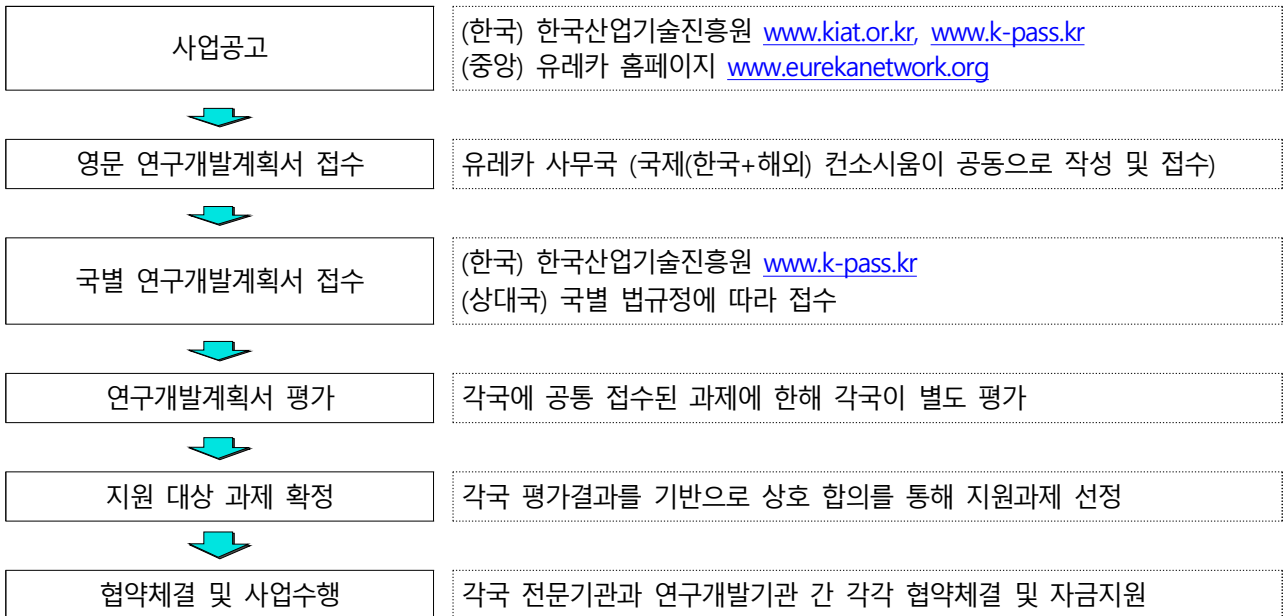 사업공고
(한국) 한국산업기술진흥원 www.kiat.or.kr, www.k-pass.kr
(중앙) 유레카 홈페이지 www.eurekanetwork.org
영문 연구개발계획서 접수
유레카 사무국 (국제(한국+해외) 컨소시움이 공동으로 작성 및 접수)
국별 연구개발계획서 접수
(한국) 한국산업기술진흥원 www.k-pass.kr
(상대국) 국별 법규정에 따라 접수
연구개발계획서 평가
각국에 공통 접수된 과제에 한해 각국이 별도 평가
지원 대상 과제 확정
각국 평가결과를 기반으로 상호 합의를 통해 지원과제 선정
협약체결 및 사업수행
각국 전문기관과 연구개발기관 간 각각 협약체결 및 자금지원